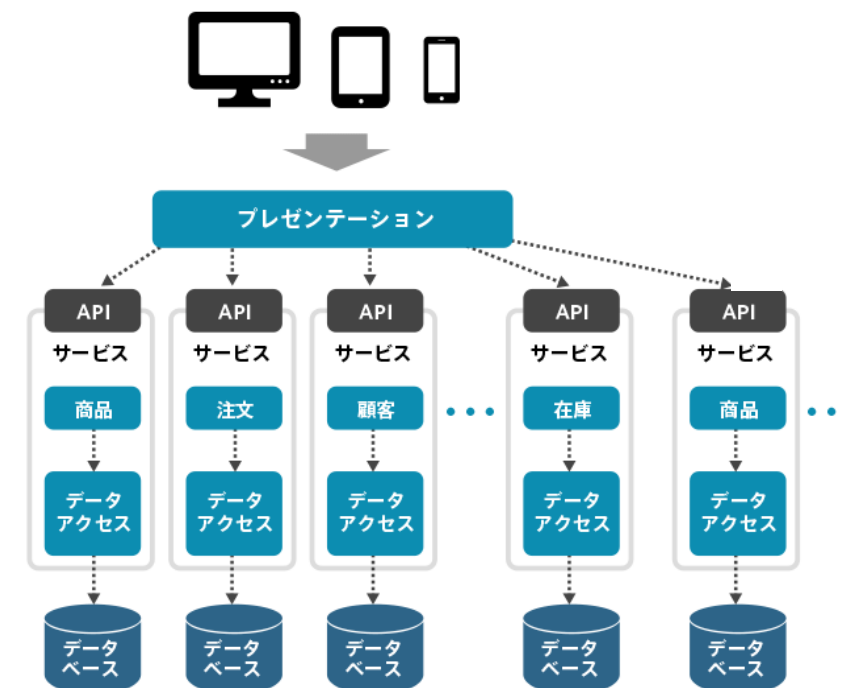 プレゼンテーション
API
API
API
API
API
サービス
サービス
サービス
サービス
サービス
商品
注文
顧客
在庫
商品
データ
アクセス
データ
アクセス
データ
アクセス
データ
アクセス
データ
アクセス
データ
ベース
データ
ベース
データ
ベース
データ
ベース
データ
ベース